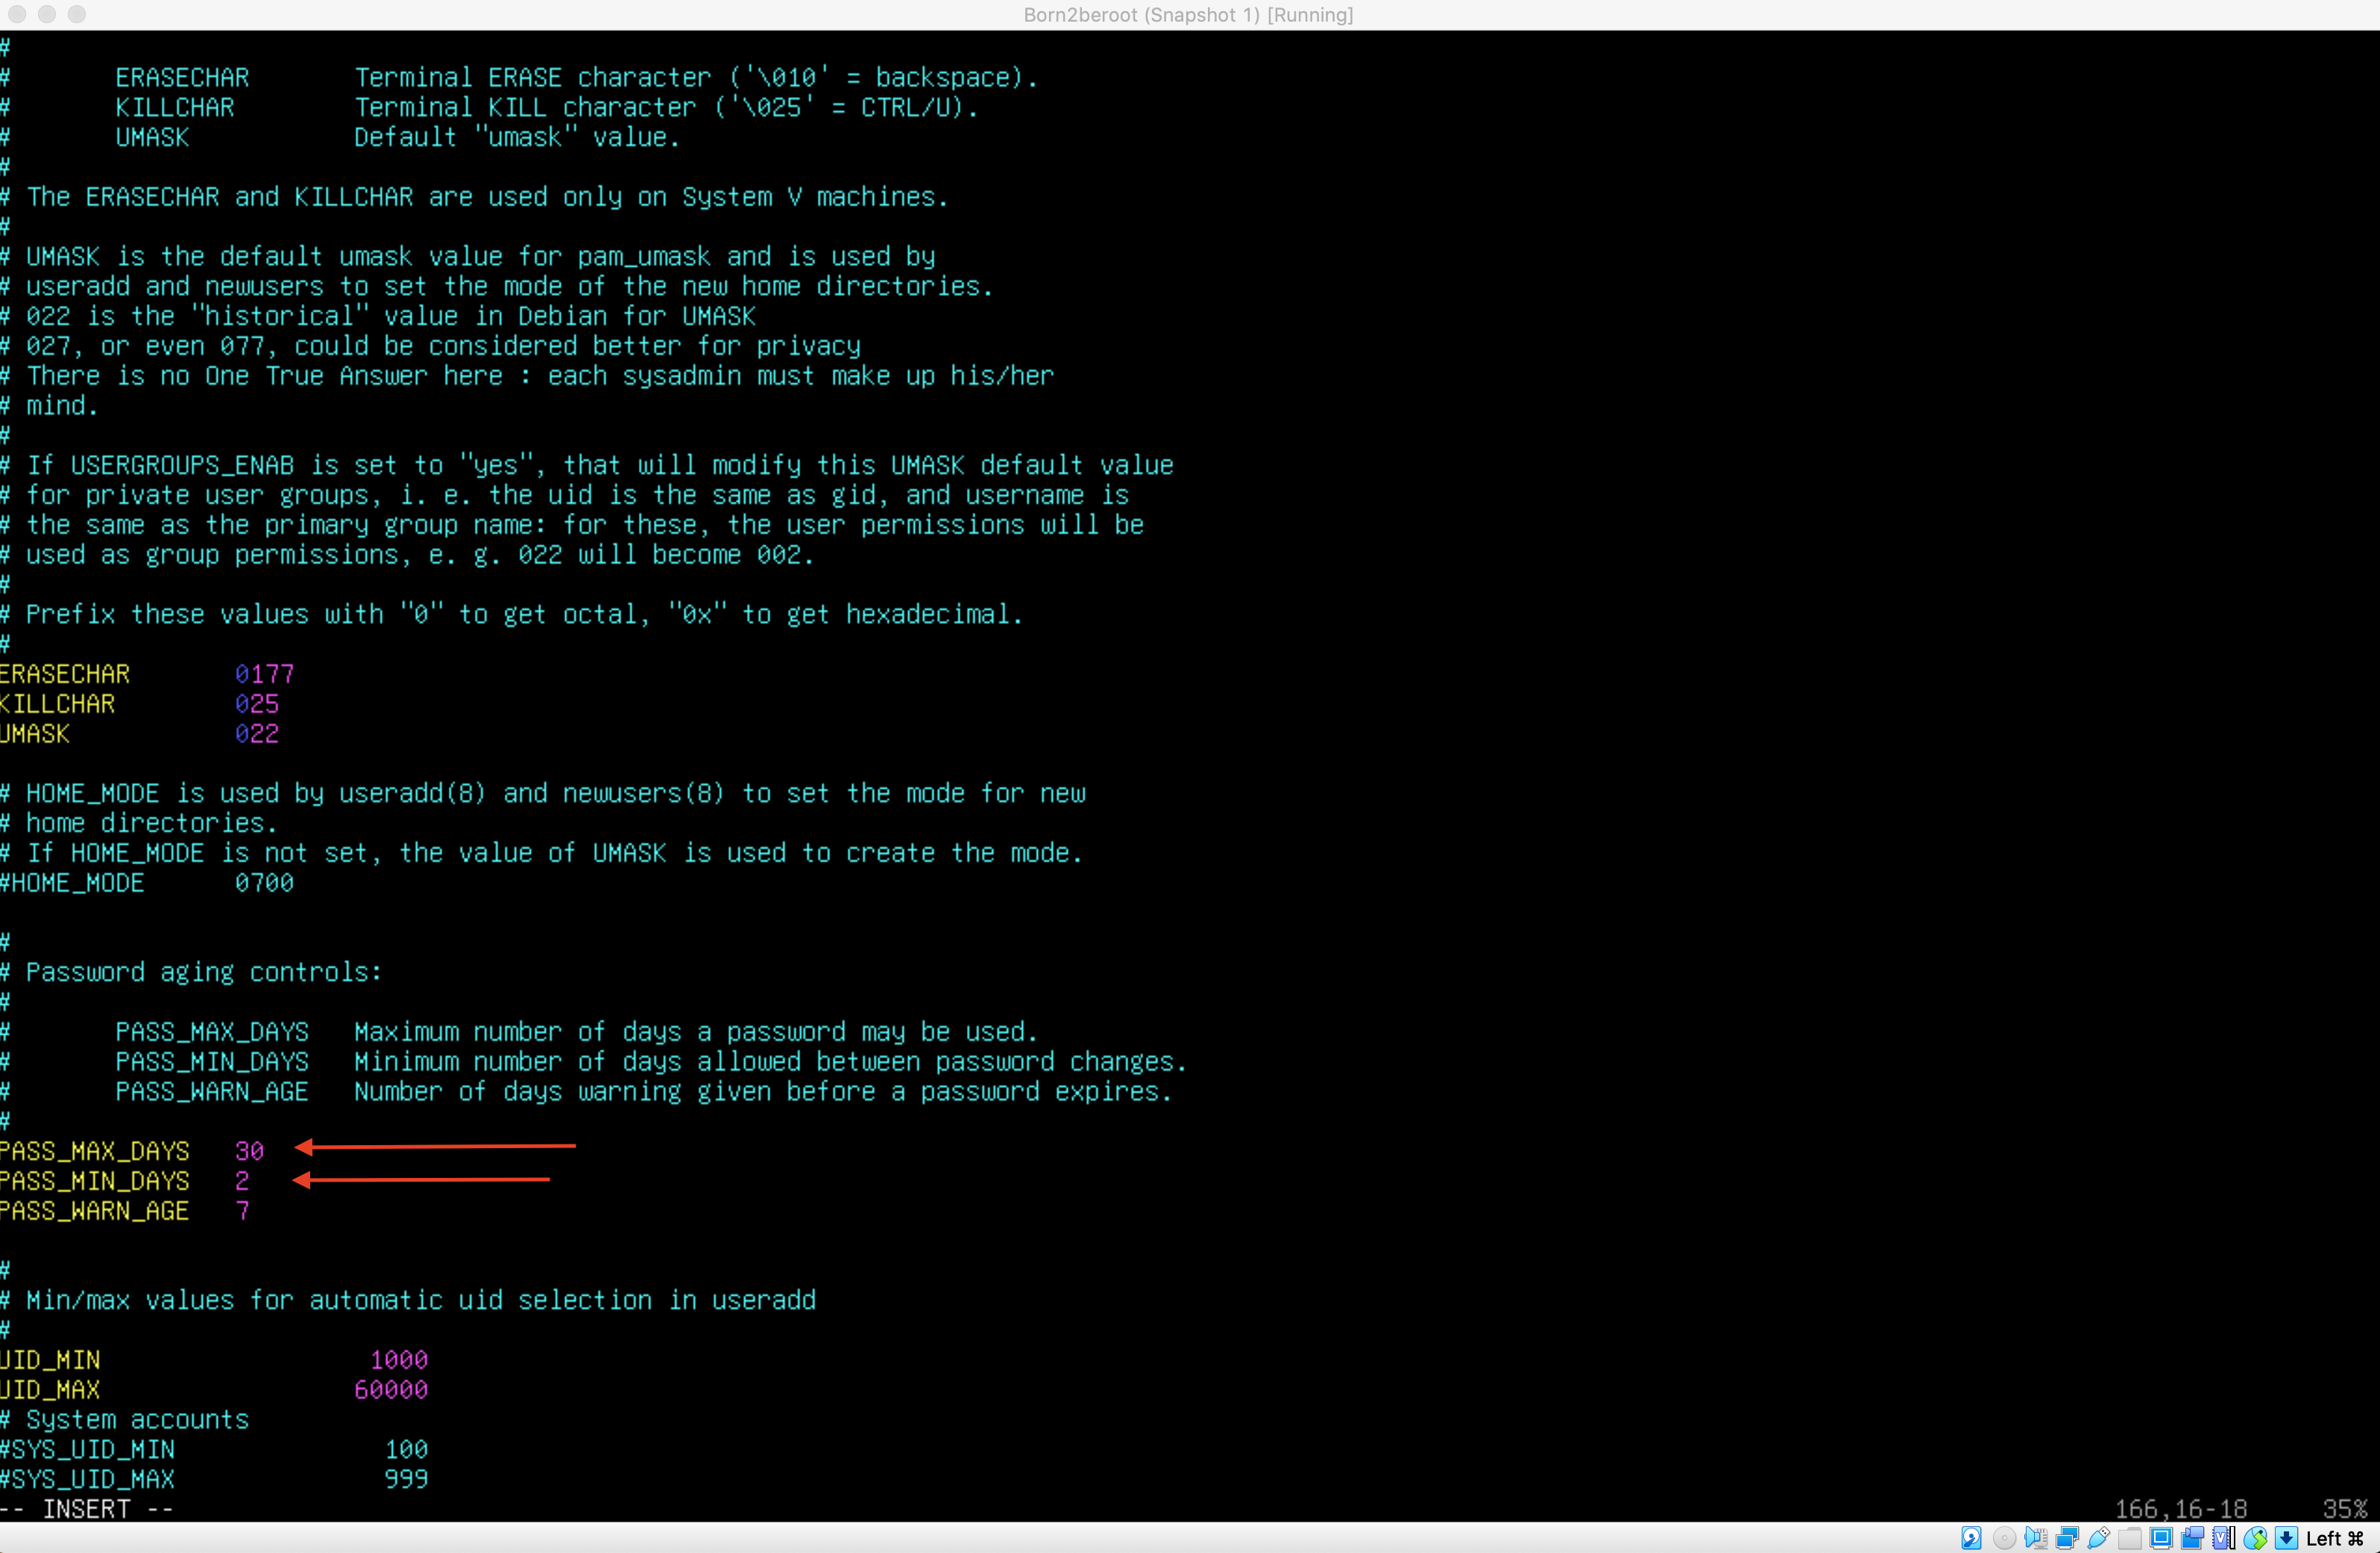 Born2beroot (Snapshot 1) [Running]
#
#       ERASECHAR       Terminal ERASE character ('\010' = backspace).
#       KILLCHAR        Terminal KILL character ('\025' = CTRL/U).
#       UMASK           Default "umask" value.
#
# The ERASECHAR and KILLCHAR are used only on System V machines.
#
# UMASK is the default umask value for pam_umask and is used by
# useradd and newusers to set the mode of the new home directories.
# 022 is the "historical" value in Debian for UMASK
# 027, or even 077, could be considered better for privacy
# There is no One True Answer here : each sysadmin must make up his/her
# mind.
#
# If USERGROUPS_ENAB is set to "yes", that will modify this UMASK default value
# for private user groups, i. e. the uid is the same as gid, and username is
# the same as the primary group name: for these, the user permissions will be
# used as group permissions, e. g. 022 will become 002.
#
# Prefix these values with "0" to get octal, "0x" to get hexadecimal.
#
ERASECHAR       0177
KILLCHAR        025
UMASK           022
# HOME_MODE is used by useradd(8) and newusers(8) to set the mode for new
# home directories.
# If HOME_MODE is not set, the value of UMASK is used to create the mode.
#HOME_MODE      0700
#
# Password aging controls:
#
#       PASS_MAX_DAYS   Maximum number of days a password may be used.
#       PASS_MIN_DAYS   Minimum number of days allowed between password changes.
#       PASS_WARN_AGE   Number of days warning given before a password expires.
#
PASS_MAX_DAYS   30
PASS_MIN_DAYS   2
PASS_WARN_AGE   7
#
# Min/max values for automatic uid selection in useradd
#
UID_MIN                  1000
UID_MAX                 60000
# System accounts
#SYS_UID_MIN              100
#SYS_UID_MAX              999
-- INSERT --                                        166,16-18     35%
Left ⌘